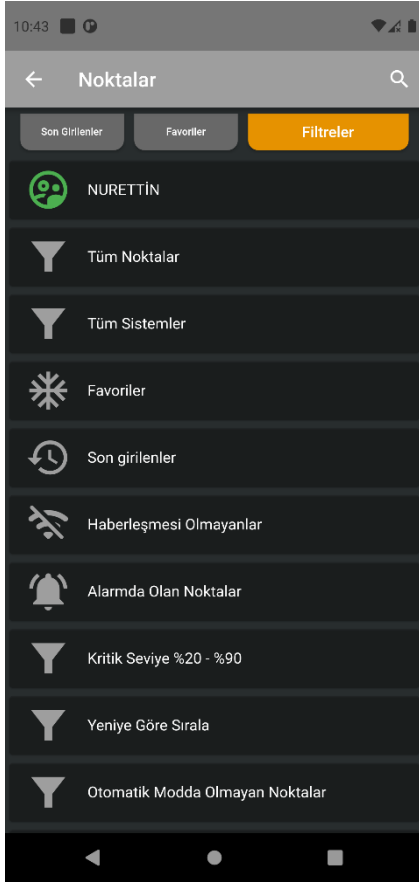 10:43
Noktalar
Son Girilenler
Favoriler
Filtreler
NURETTİN
Tüm Noktalar
Tüm Sistemler
Favoriler
Son girilenler
Haberleşmesi Olmayanlar
Alarmda Olan Noktalar
Kritik Seviye %20 - %90
Yeniye Göre Sırala
Otomatik Modda Olmayan Noktalar